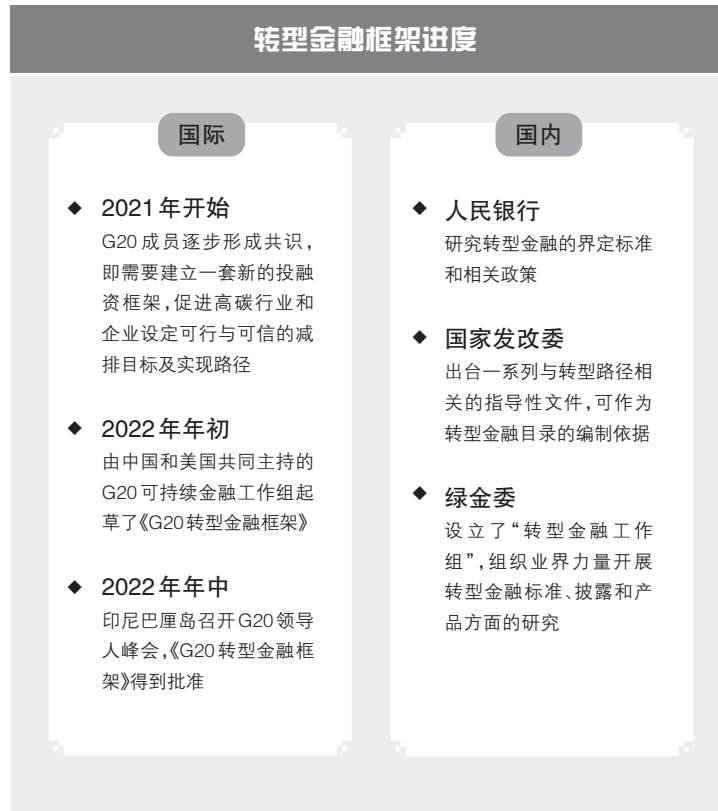 转型金融框架进度
国际
◆ 2021年开始
G20成员逐步形成共识，
即需要建立一套新的投融
资框架,促进高碳行业和
企业设定可行与可信的减
排目标及实现路径
◆ 2022年年初
由中国和美国共同主持的
G20可持续金融工作组起
草了《G20转型金融框架》
◆ 2022年年中
印尼巴厘岛召开G20领导
人峰会,《G20转型金融框
架》得到批准
国内
◆ 人民银行
研究转型金融的界定标准
和相关政策
◆ 国家发改委
出台一系列与转型路径相
关的指导性文件,可作为
转型金融目录的编制依据
◆ 绿金委
设立了“转型金融工作
组”,组织业界力量开展
转型金融标准、披露和产
品方面的研究